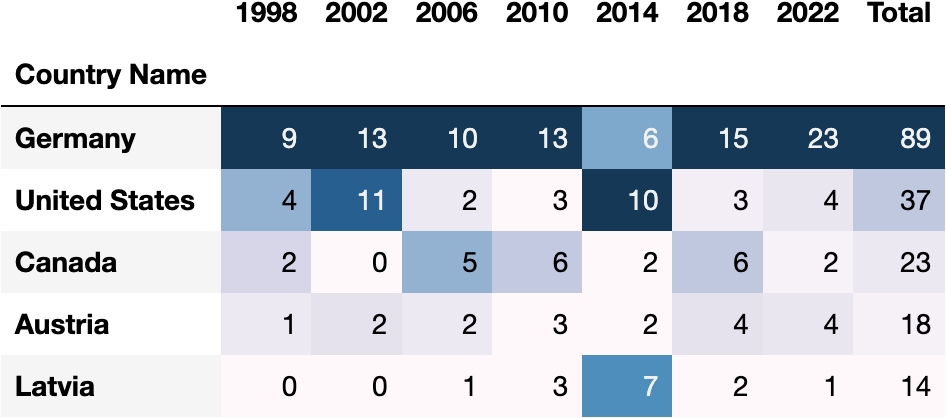 1998 2002 2006 2010 2014 2018 2022 Total
Country Name
Germany 9 13 10 13 6 15 23 89
United States 4 11 2 3 10 3 4 37
Canada 2 0 5 6 2 6 2 23
Austria 1 2 2 3 2 4 4 18
Latvia 0 0 1 3 7 2 1 14